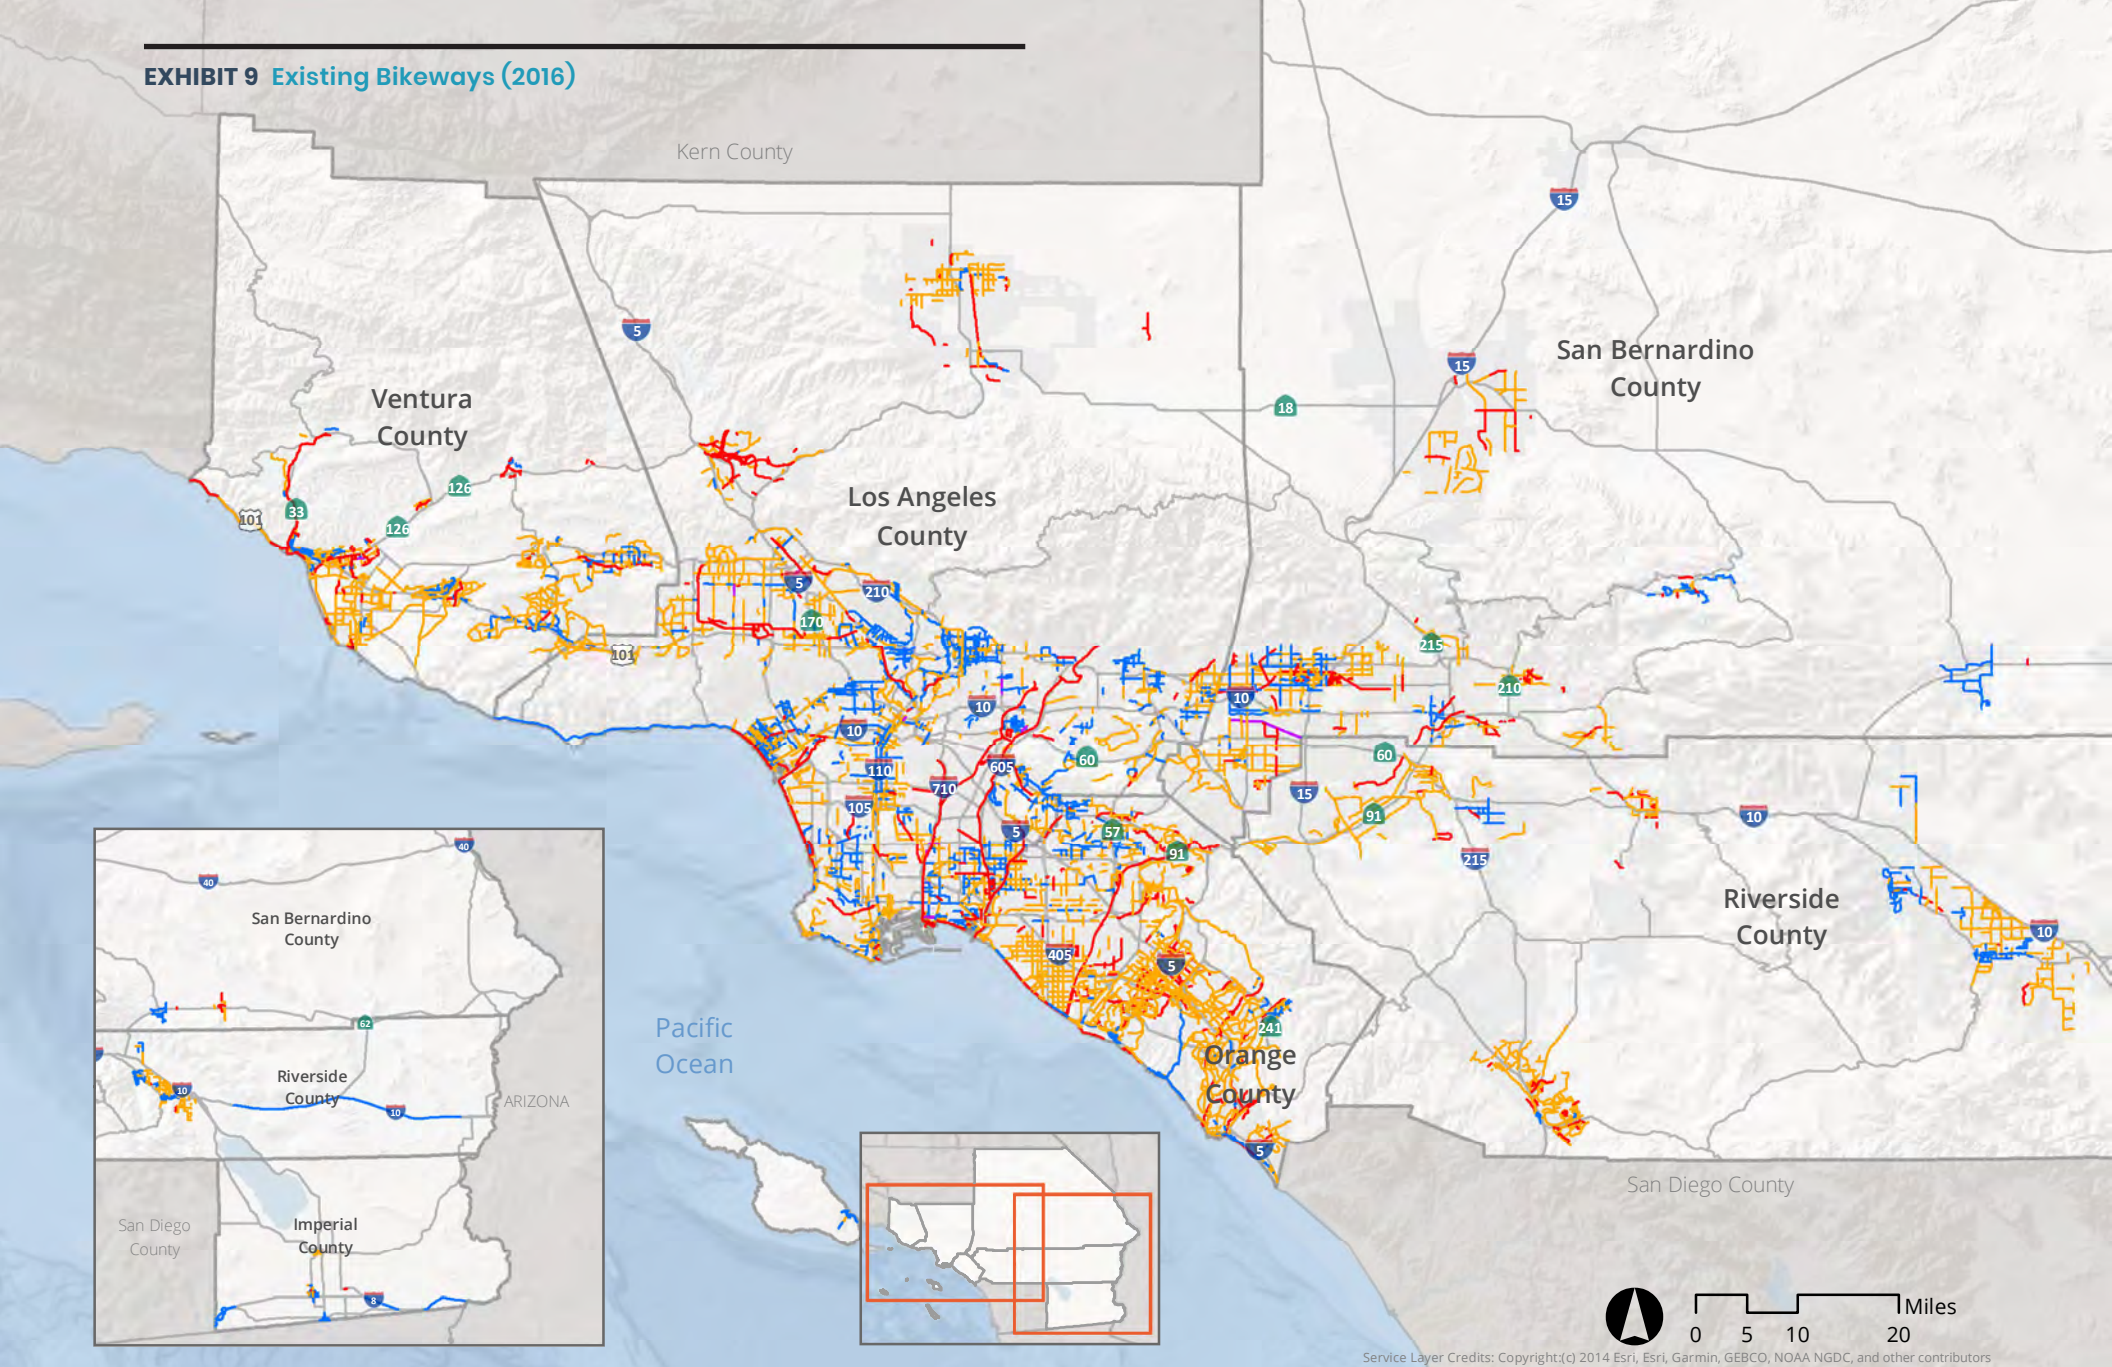 EXHIBIT 9 Existing Bikeways (2016)
Kern County
15
5
San Bernardino
County
15
Ventura
County
18
126
Los Angeles
County
33
101
126
5
210
170
101
215
210
10
10
10
60
60
110
605
710
15
105
91
10
5
57
91
215
Riverside
County
10
405
5
241
Orange
County
5
Pacific
Ocean
San Diego County
40
40
San Bernardino
County
62
Riverside
County
10
10
ARIZONA
San Diego
County
Imperial
County
8
Miles
0 5 10 20
Service Layer Credits: Copyright:(c) 2014 Esri, Esri, Garmin, GEBCO, NOAA NGDC, and other contributors